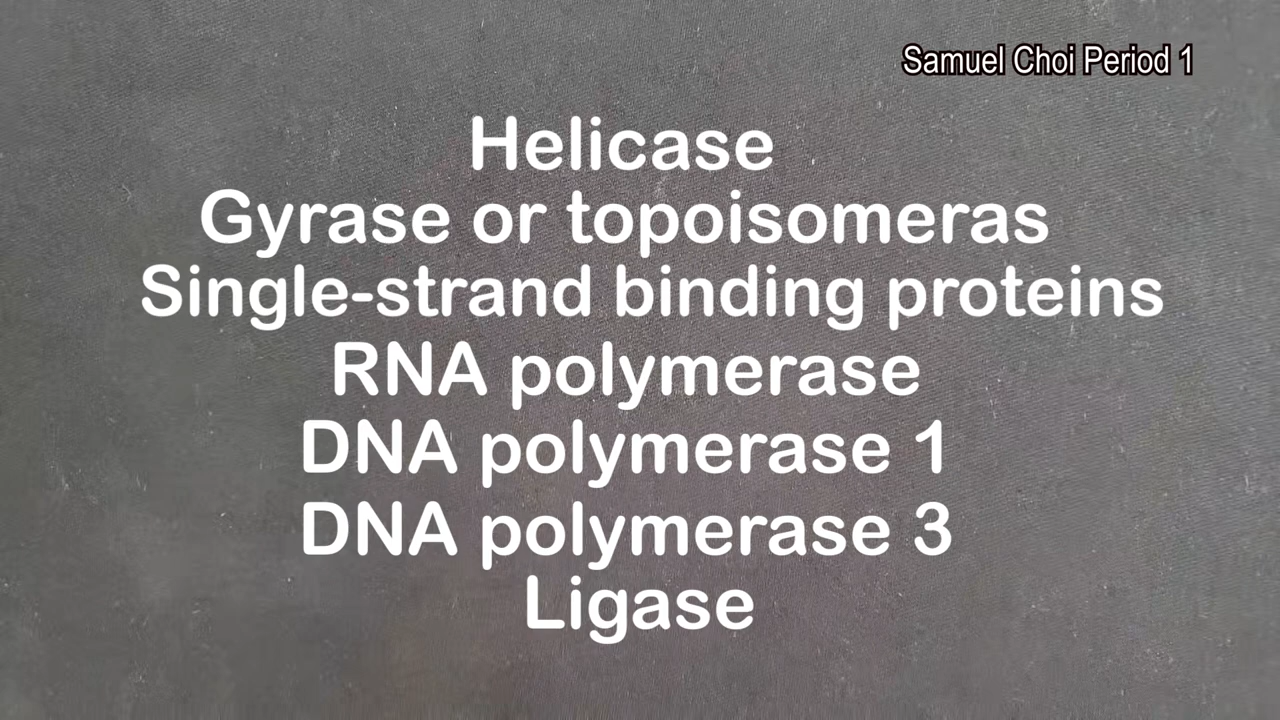 Samuel Choi Period 1
Helicase
Gyrase or topoisomeras
Single-strand binding proteins
RNA polymerase
DNA polymerase 1
DNA polymerase 3
Ligase